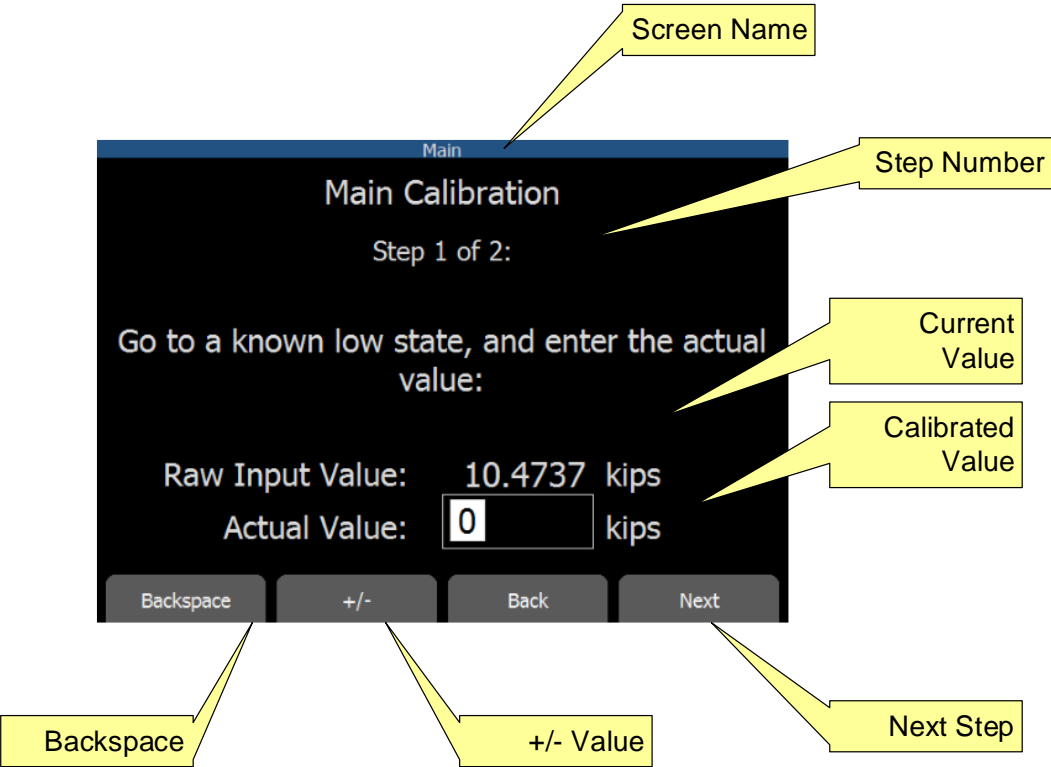 Screen Name
Main
Step Number
Main Calibration
Step 1 of 2:
Current
Value
Go to a known low state, and enter the actual
value:
Calibrated
Value
Raw Input Value: 10.4737 kips
Actual Value: 0 kips
Backspace +/- Back Next
Backspace
+/- Value
Next Step